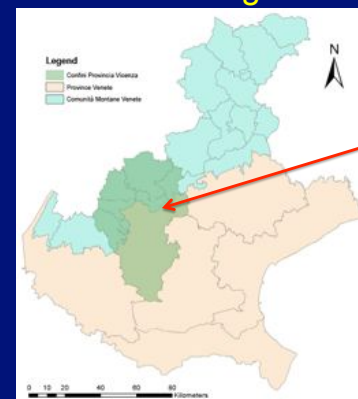 N
Legend
Confini Provincia Vicenza
Province Venete
Comunità Montane Venete
0 10 20 40 60 80
Kilometers